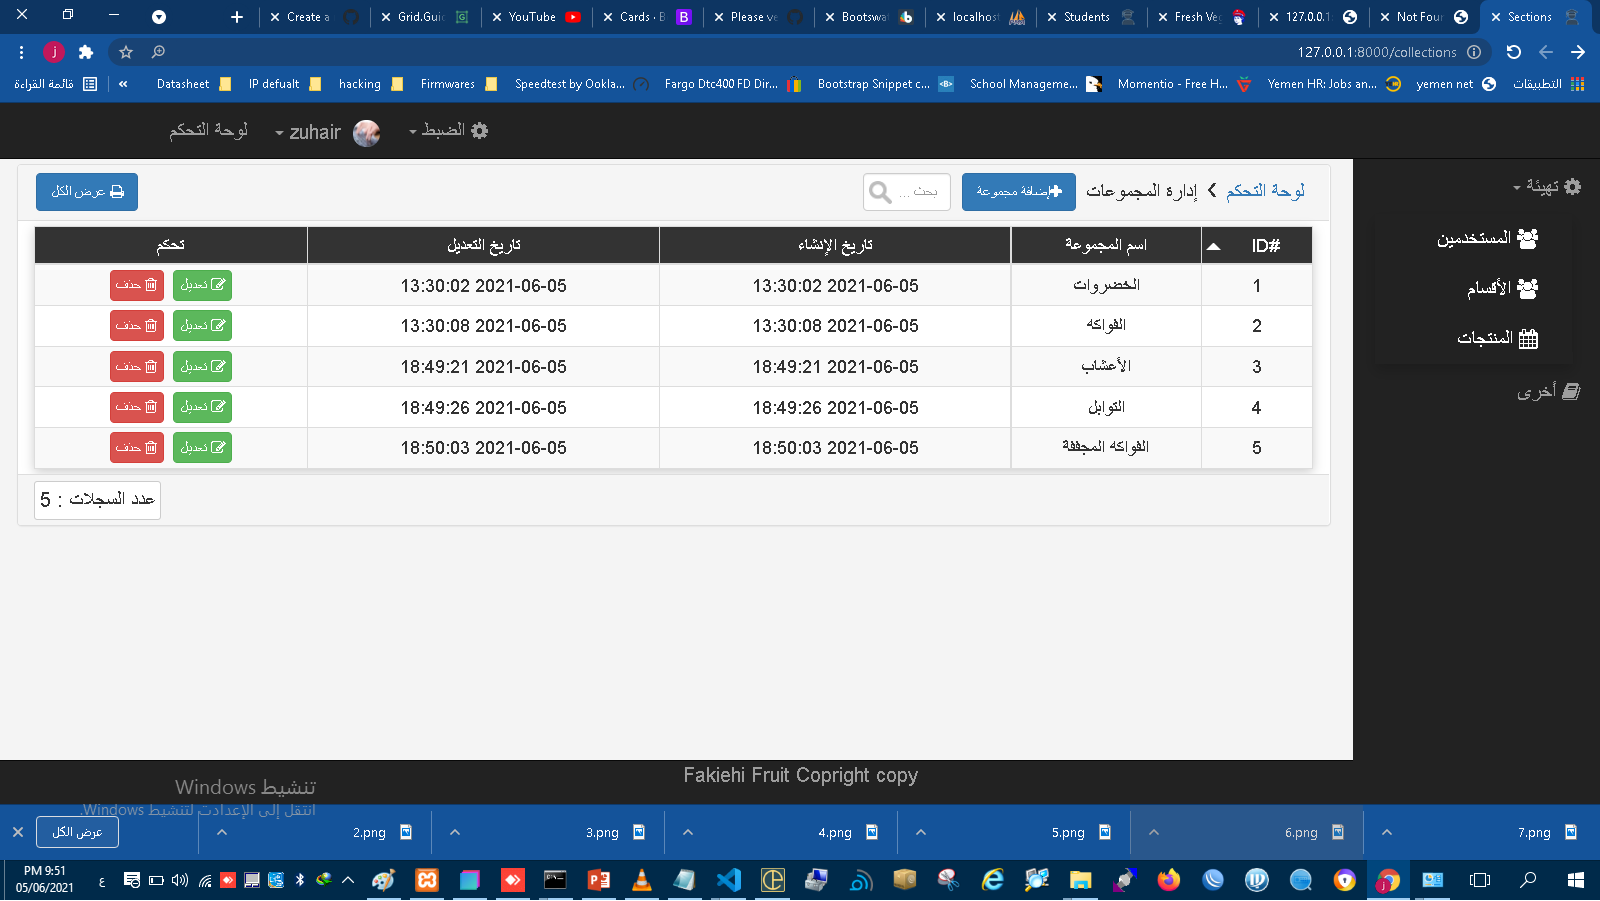 Create a
Grid.Gui
YouTube
Cards · B
Please ve
Bootswa
localhos
Students
Fresh Veg
127.0.0.1
Not Foun
Sections
127.0.0.1:8000/collections
التطبيقات
yemen net
Yemen HR: Jobs an...
Momentio - Free H...
School Manageme...
Bootstrap Snippet c...
Fargo Dtc400 FD Dir...
Speedtest by Ookla...
Firmwares
hacking
IP defualt
Datasheet
«
قائمة القراءة
الضبط
zuhair
لوحة التحكم
تهيئة
المستخدمين
الأقسام
المنتجات
أخرى
لوحة التحكم
إدارة المجموعات
إضافة مجموعة
بحث ...
عرض الكل
ID# اسم المجموعة تاريخ الإنشاء تاريخ التعديل تحكم
1 الخضروات 2021-06-05 13:30:02 2021-06-05 13:30:02 تعديل حذف
2 الفواكه 2021-06-05 13:30:08 2021-06-05 13:30:08 تعديل حذف
3 الأعشاب 2021-06-05 18:49:21 2021-06-05 18:49:21 تعديل حذف
4 التوابل 2021-06-05 18:49:26 2021-06-05 18:49:26 تعديل حذف
5 الفواكه المجففة 2021-06-05 18:50:03 2021-06-05 18:50:03 تعديل حذف
عدد السجلات : 5
Fakiehi Fruit Copright copy
تنشيط Windows
انتقل إلى الإعدادت لتنشيط Windows.
7.png
6.png
5.png
4.png
3.png
2.png
عرض الكل
PM 9:51
05/06/2021
ع